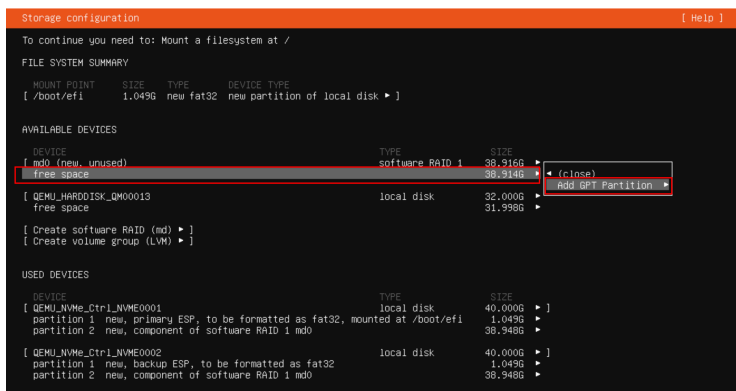 Storage configuration [ Help ]
To continue you need to: Mount a filesystem at /
FILE SYSTEM SUMMARY
MOUNT POINT SIZE TYPE DEVICE TYPE
[ /boot/efi 1.049G new fat32 new partition of local disk ▸ ]
AVAILABLE DEVICES
DEVICE TYPE SIZE
[ md0 (new, unused) software RAID 1 38.916G ▸
free space 38.914G ▸ ◂ (close)
Add GPT Partition ▸
[ QEMU_HARDDISK_QM00013 local disk 32.000G ▸
free space 31.998G ▸
[ Create software RAID (md) ▸ ]
[ Create volume group (LVM) ▸ ]
USED DEVICES
DEVICE TYPE SIZE
[ QEMU_NVMe_Ctrl_NVME0001 local disk 40.000G ▸ ]
partition 1 new, primary ESP, to be formatted as fat32, mounted at /boot/efi 1.049G ▸
partition 2 new, component of software RAID 1 md0 38.948G ▸
[ QEMU_NVMe_Ctrl_NVME0002 local disk 40.000G ▸ ]
partition 1 new, backup ESP, to be formatted as fat32 1.049G ▸
partition 2 new, component of software RAID 1 md0 38.948G ▸